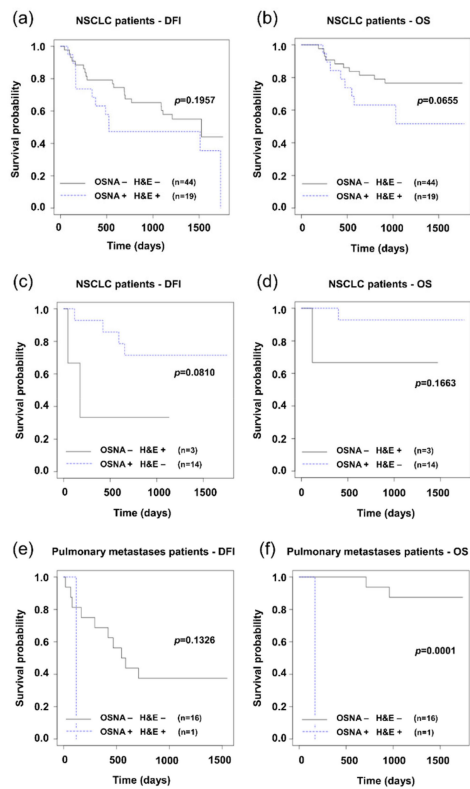 (a)
NSCLC patients - DFI
Survival probability
1.0
0.8
0.6
0.4
0.2
0.0
p=0.1957
OSNA – H&E – (n=44)
OSNA + H&E + (n=19)
0 500 1000 1500
Time (days)
(b)
NSCLC patients - OS
Survival probability
1.0
0.8
0.6
0.4
0.2
0.0
p=0.0655
OSNA – H&E – (n=44)
OSNA + H&E + (n=19)
0 500 1000 1500
Time (days)
(c)
NSCLC patients - DFI
Survival probability
1.0
0.8
0.6
0.4
0.2
0.0
p=0.0810
OSNA – H&E + (n=3)
OSNA + H&E – (n=14)
0 500 1000 1500
Time (days)
(d)
NSCLC patients - OS
Survival probability
1.0
0.8
0.6
0.4
0.2
0.0
p=0.1663
OSNA – H&E + (n=3)
OSNA + H&E – (n=14)
0 500 1000 1500
Time (days)
(e)
Pulmonary metastases patients - DFI
Survival probability
1.0
0.8
0.6
0.4
0.2
0.0
p=0.1326
OSNA – H&E – (n=16)
OSNA + H&E + (n=1)
0 500 1000 1500
Time (days)
(f)
Pulmonary metastases patients - OS
Survival probability
1.0
0.8
0.6
0.4
0.2
0.0
p=0.0001
OSNA – H&E – (n=16)
OSNA + H&E + (n=1)
0 500 1000 1500
Time (days)